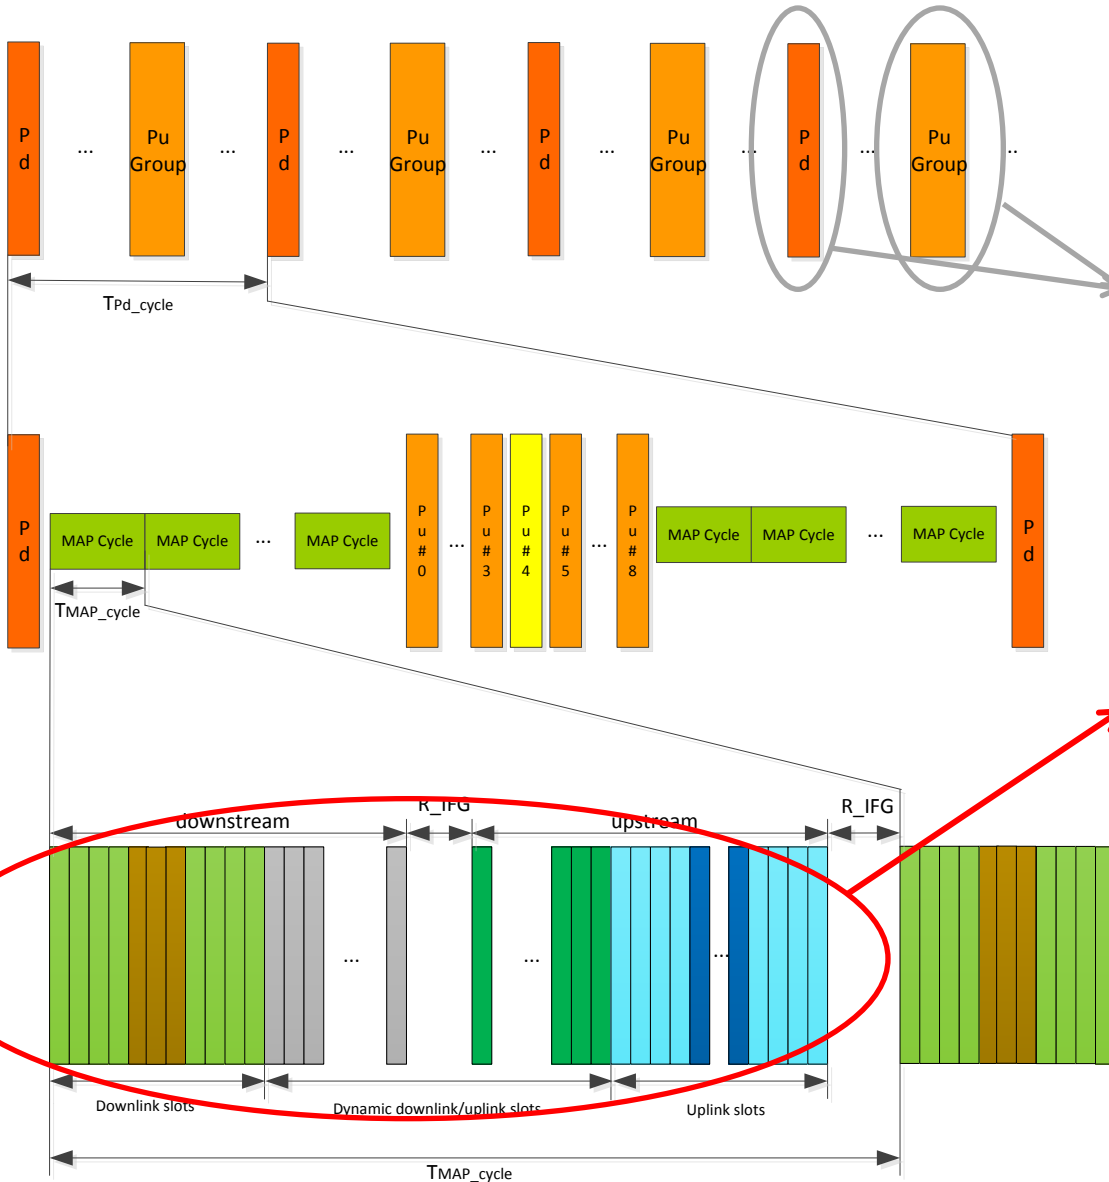 P
d
...
Pu
Group
...
P
d
...
Pu
Group
...
P
d
...
Pu
Group
...
P
d
...
Pu
Group
..
TPd_cycle
P
d
MAP Cycle
MAP Cycle
...
MAP Cycle
P
u
#
0
...
P
u
#
3
P
u
#
4
P
u
#
5
...
P
u
#
8
MAP Cycle
MAP Cycle
...
MAP Cycle
P
d
TMAP_cycle
downstream
R_IFG
upstream
R_IFG
...
...
...
Downlink slots
Dynamic downlink/uplink slots
Uplink slots
TMAP_cycle